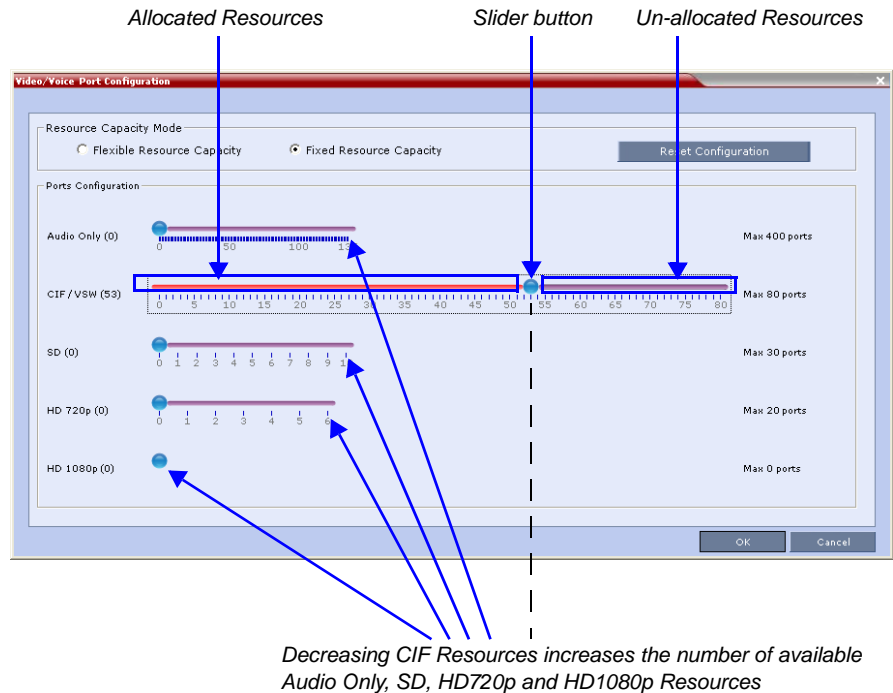 Allocated Resources Slider button Un-allocated Resources
Video/Voice Port Configuration
Resource Capacity Mode
Flexible Resource Capacity Fixed Resource Capacity Reset Configuration
Ports Configuration
Audio Only (0) Max 400 ports
0 50 100
CIF / VSW (53) Max 80 ports
0 5 10 15 20 25 30 35 40 45 50 55 60 65 70 75 80
SD (0) Max 30 ports
0 1 2 3 4 5 6 7 8 9
HD 720p (0) Max 20 ports
0 1 2 3 4 5 6
HD 1080p (0) Max 0 ports
OK Cancel
Decreasing CIF Resources increases the number of available
Audio Only, SD, HD720p and HD1080p Resources